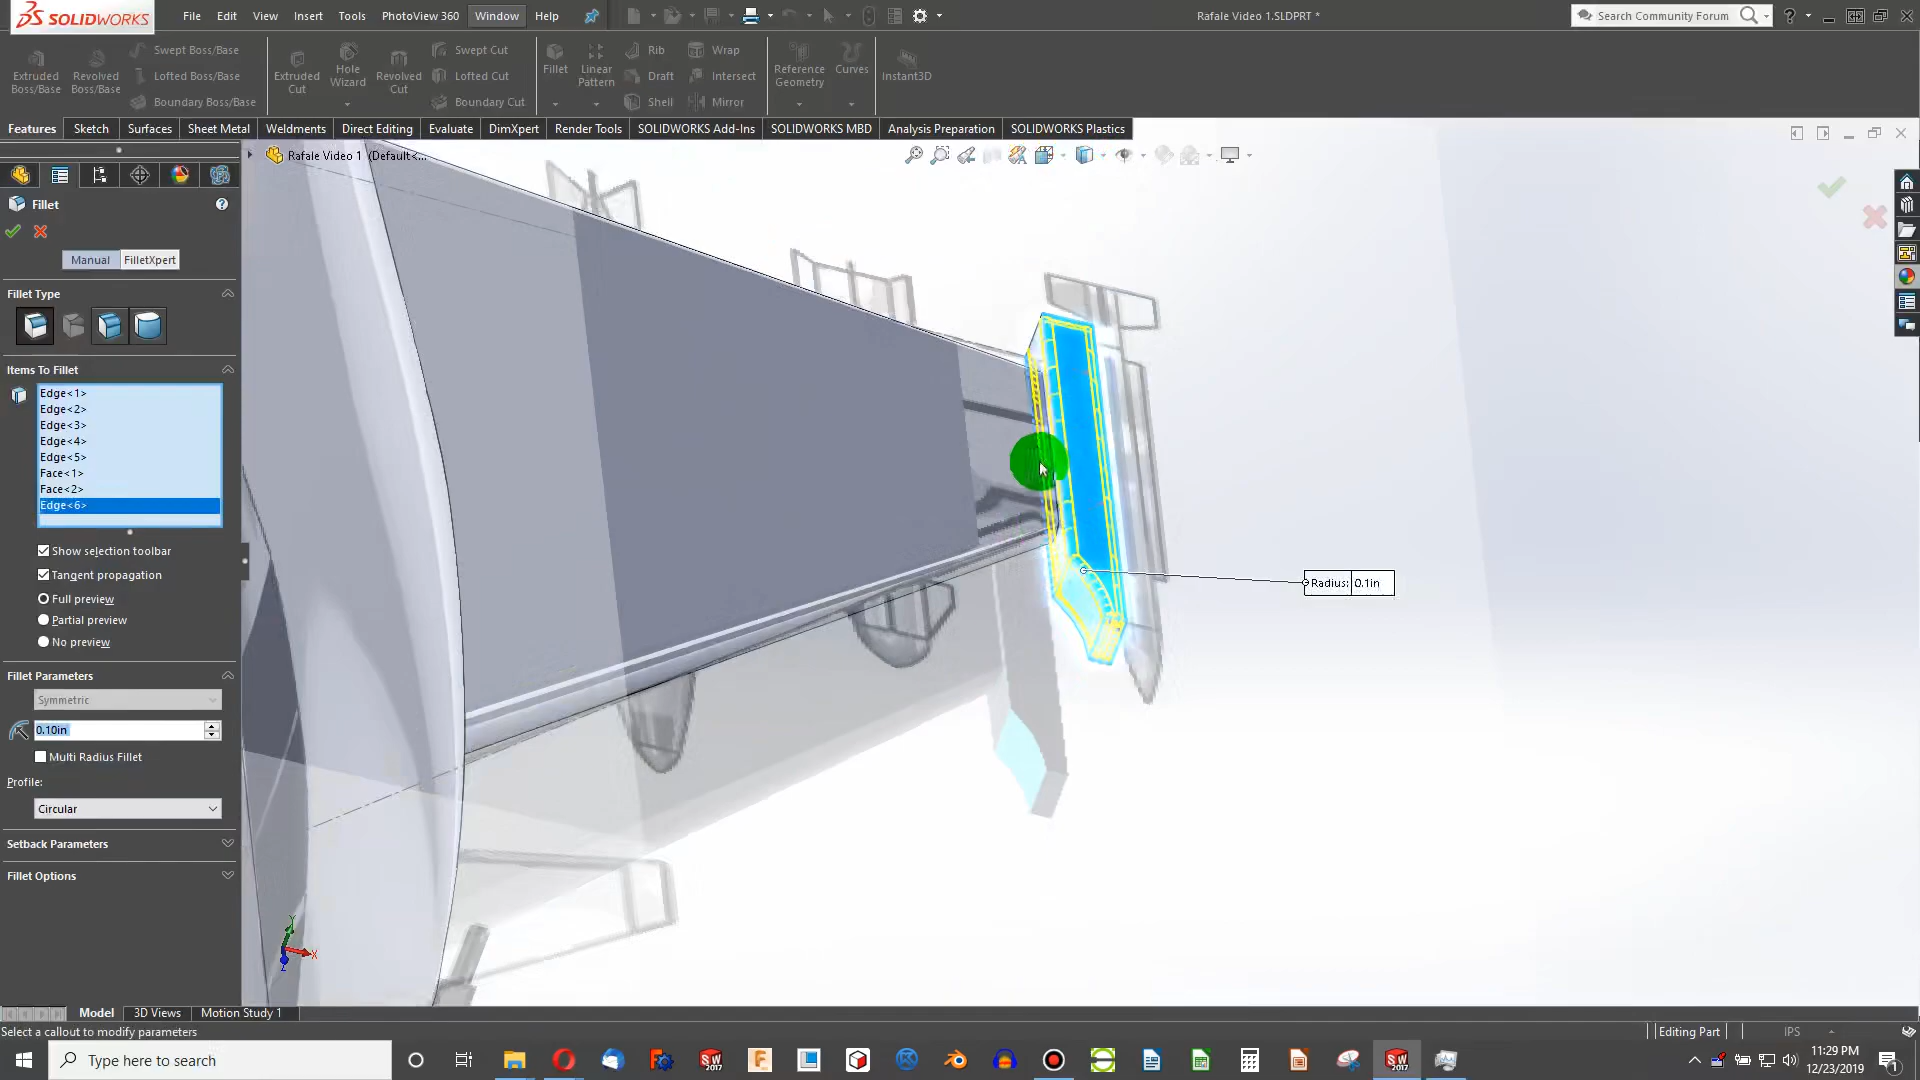 SOLIDWORKS
File Edit View Insert Tools PhotoView 360 Window Help
Rafale Video 1.SLDPRT *
Search Community Forum
Extruded Boss/Base
Revolved Boss/Base
Swept Boss/Base
Lofted Boss/Base
Boundary Boss/Base
Extruded Cut
Hole Wizard
Revolved Cut
Swept Cut
Lofted Cut
Boundary Cut
Fillet
Linear Pattern
Rib
Draft
Shell
Wrap
Intersect
Mirror
Reference Geometry
Curves
Instant3D
Features Sketch Surfaces Sheet Metal Weldments Direct Editing Evaluate DimXpert Render Tools SOLIDWORKS Add-Ins SOLIDWORKS MBD Analysis Preparation SOLIDWORKS Plastics
Rafale Video 1 (Default<...
Fillet
Manual FilletXpert
Fillet Type
Items To Fillet
Edge<1>
Edge<2>
Edge<3>
Edge<4>
Edge<5>
Face<1>
Face<2>
Edge<6>
Show selection toolbar
Tangent propagation
Full preview
Partial preview
No preview
Fillet Parameters
Symmetric
0.10in
Multi Radius Fillet
Profile:
Circular
Setback Parameters
Fillet Options
Radius: 0.1in
Y
X
Z
Model 3D Views Motion Study 1
Select a callout to modify parameters
Editing Part
IPS
Type here to search
11:29 PM
12/23/2019